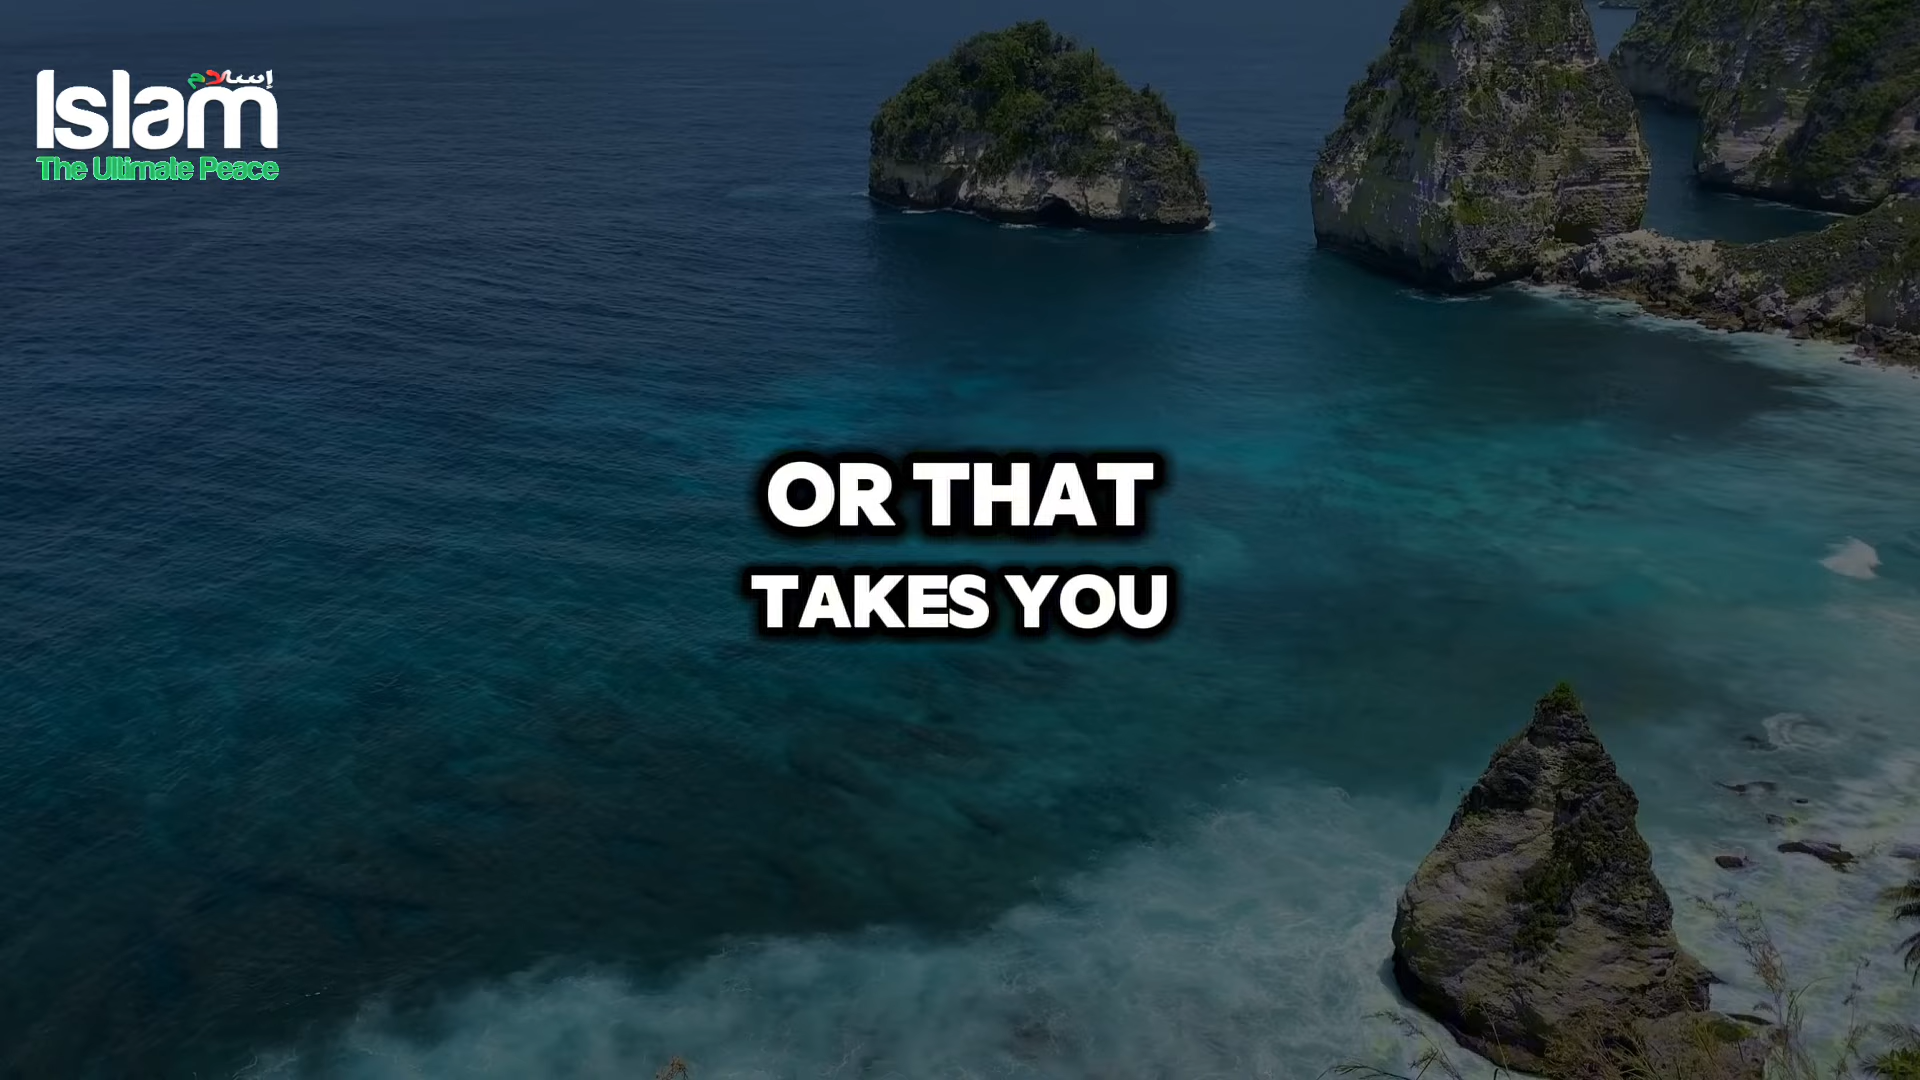 إسلام
Islam
The Ultimate Peace
OR THAT
TAKES YOU